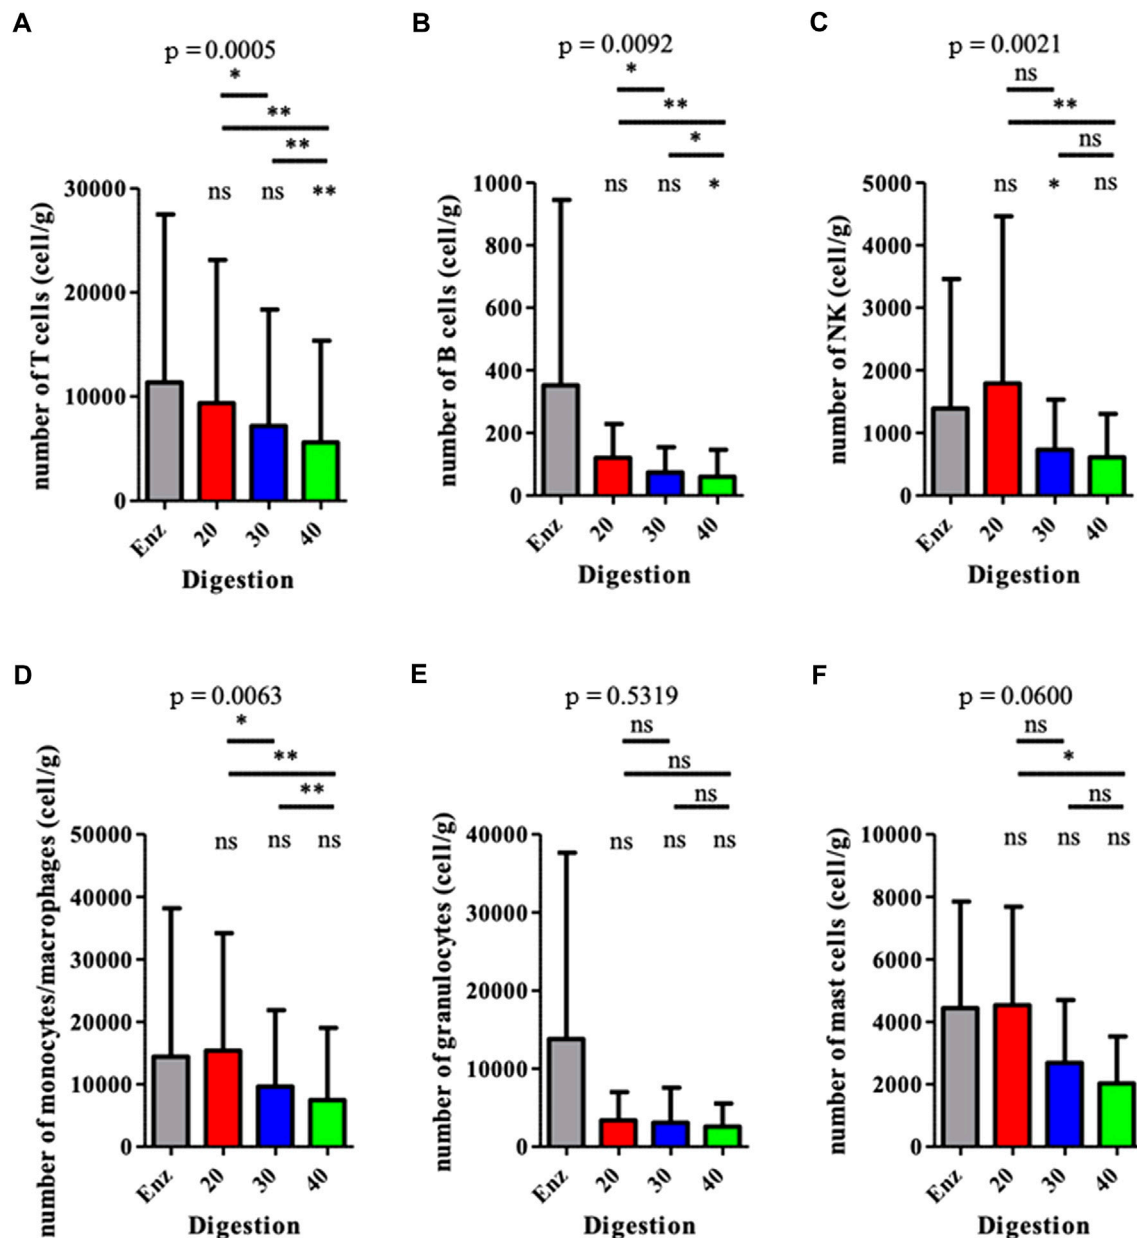 A
p = 0.0005
*
**
**
ns ns **
number of T cells (cell/g)
30000
20000
10000
0
Enz 20 30 40
Digestion
B
p = 0.0092
*
**
*
ns ns *
number of B cells (cell/g)
1000
800
600
400
200
0
Enz 20 30 40
Digestion
C
p = 0.0021
ns
**
ns
ns * ns
number of NK (cell/g)
5000
4000
3000
2000
1000
0
Enz 20 30 40
Digestion
D
p = 0.0063
*
**
**
ns ns ns
number of monocytes/macrophages (cell/g)
50000
40000
30000
20000
10000
0
Enz 20 30 40
Digestion
E
p = 0.5319
ns
ns
ns
ns ns ns
number of granulocytes (cell/g)
40000
30000
20000
10000
0
Enz 20 30 40
Digestion
F
p = 0.0600
ns
*
ns
ns ns ns
number of mast cells (cell/g)
10000
8000
6000
4000
2000
0
Enz 20 30 40
Digestion